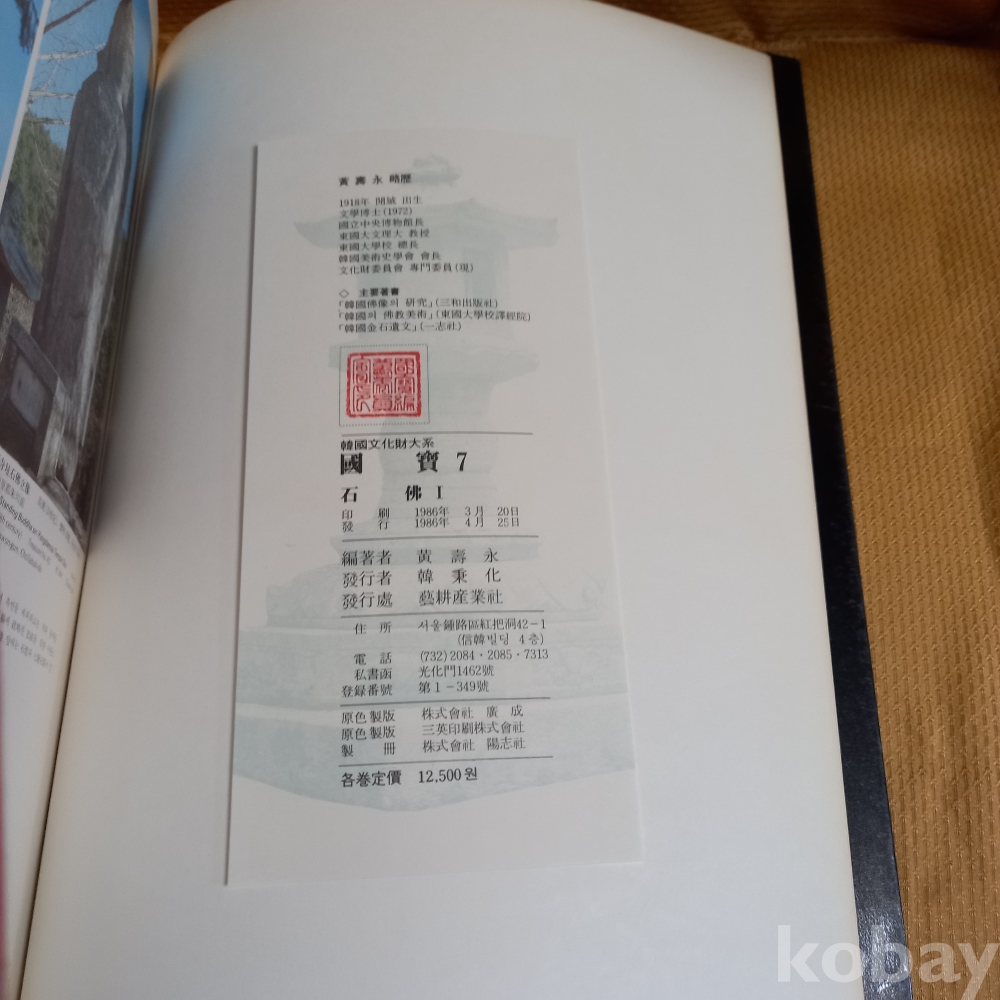 黃壽永 略歷
1918年 開城 出生
文學博士(1972)
國立中央博物館長
東國大文理大 教授
東國大學校 總長
韓國美術史學會 會長
文化財委員會 專門委員(現)
◇ 主要著書
「韓國佛像의 研究」(三和出版社)
「韓國의 佛教美術」(東國大學校譯經院)
「韓國金石遺文」(一志社)
韓國文化財大系
國寶 7
石佛 I
印刷 1986年 3月 20日
發行 1986年 4月 25日
編著者 黃壽永
發行者 韓秉化
發行處 藝耕産業社
住所 서울鍾路區紅把洞42-1
(信韓빌딩 4층)
電話 (732) 2084·2085·7313
私書函 光化門1462號
登録番號 第1-349號
原色製版 株式會社 廣成
原色製版 三英印刷株式會社
製冊 株式會社 陽志社
各巻定價 12,500원
kobay